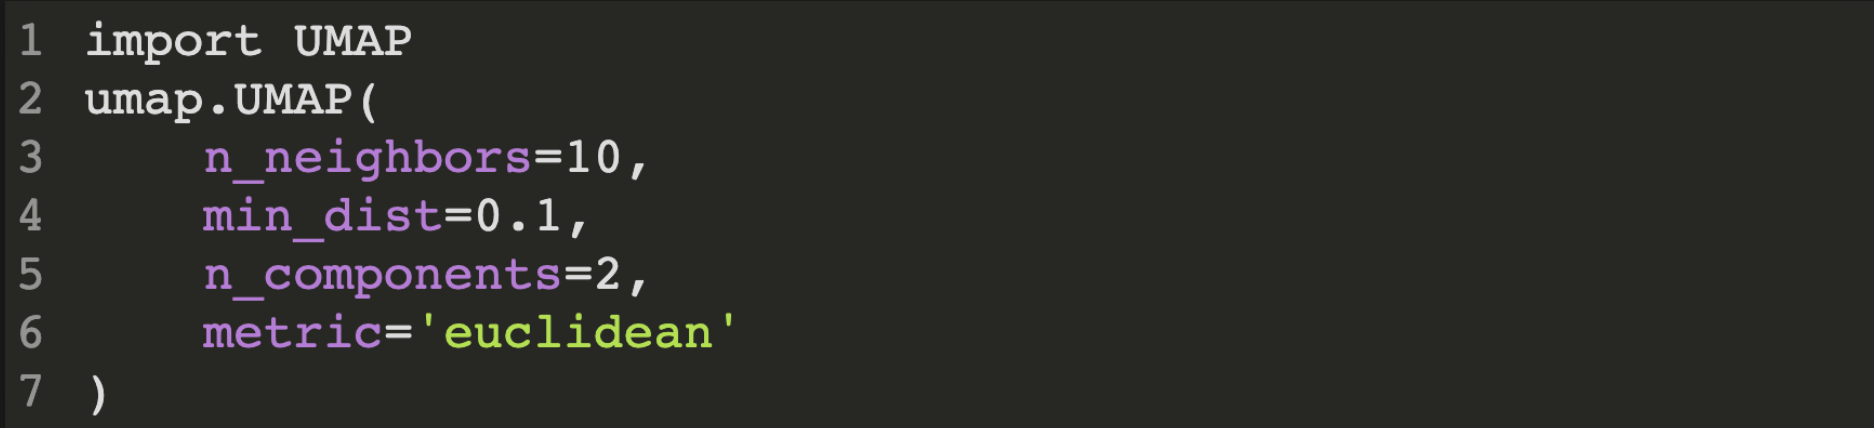 1 import UMAP
2 umap.UMAP(
3     n_neighbors=10,
4     min_dist=0.1,
5     n_components=2,
6     metric='euclidean'
7 )